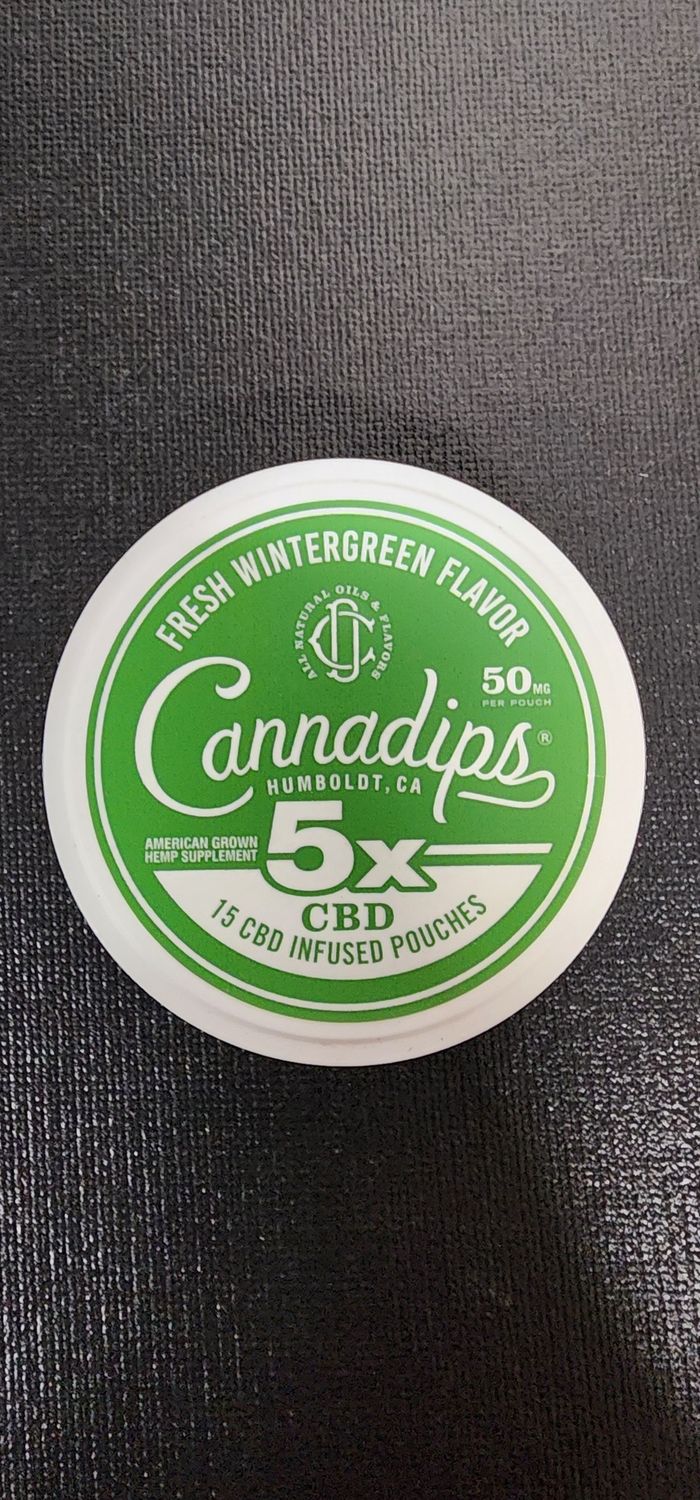 FRESH WINTERGREEN FLAVOR
ALL NATURAL OILS & FLAVORS
CD
50MG
PER POUCH
Cannadips®
HUMBOLDT, CA
AMERICAN GROWN
HEMP SUPPLEMENT
5x
CBD
15 CBD INFUSED POUCHES